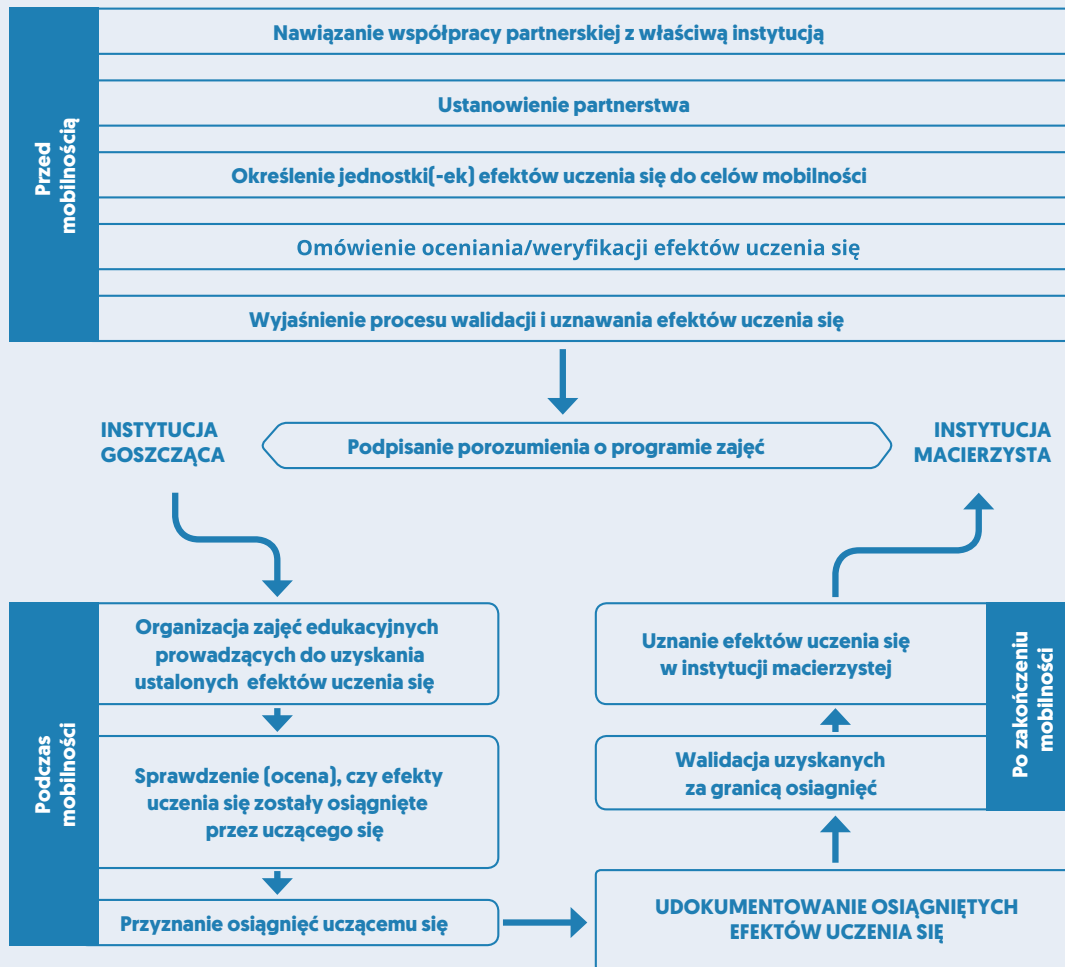 Przed
mobilnością
Nawiązanie współpracy partnerskiej z właściwą instytucją
Ustanowienie partnerstwa
Określenie jednostki(-ek) efektów uczenia się do celów mobilności
Omówienie oceniania/weryfikacji efektów uczenia się
Wyjaśnienie procesu walidacji i uznawania efektów uczenia się
INSTYTUCJA
GOSZCZĄCA
Podpisanie porozumienia o programie zajęć
INSTYTUCJA
MACIERZYSTA
Podczas
mobilności
Organizacja zajęć edukacyjnych
prowadzących do uzyskania
ustalonych efektów uczenia się
Sprawdzenie (ocena), czy efekty
uczenia się zostały osiągnięte
przez uczącego się
Przyznanie osiągnięć uczącemu się
Uznanie efektów uczenia się
w instytucji macierzystej
Walidacja uzyskanych
za granicą osiagnięć
Po zakończeniu
mobilności
UDOKUMENTOWANIE OSIĄGNIĘTYCH
EFEKTÓW UCZENIA SIĘ